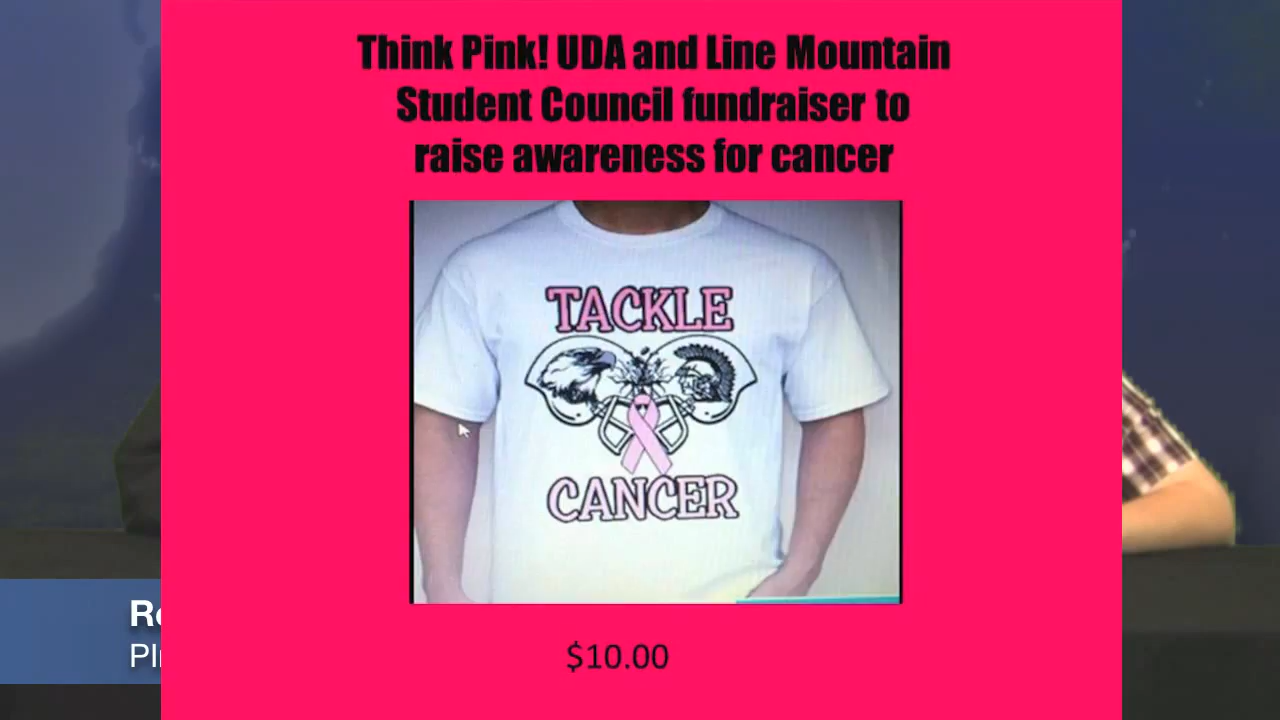 Think Pink! UDA and Line Mountain
Student Council fundraiser to
raise awareness for cancer
TACKLE
CANCER
$10.00